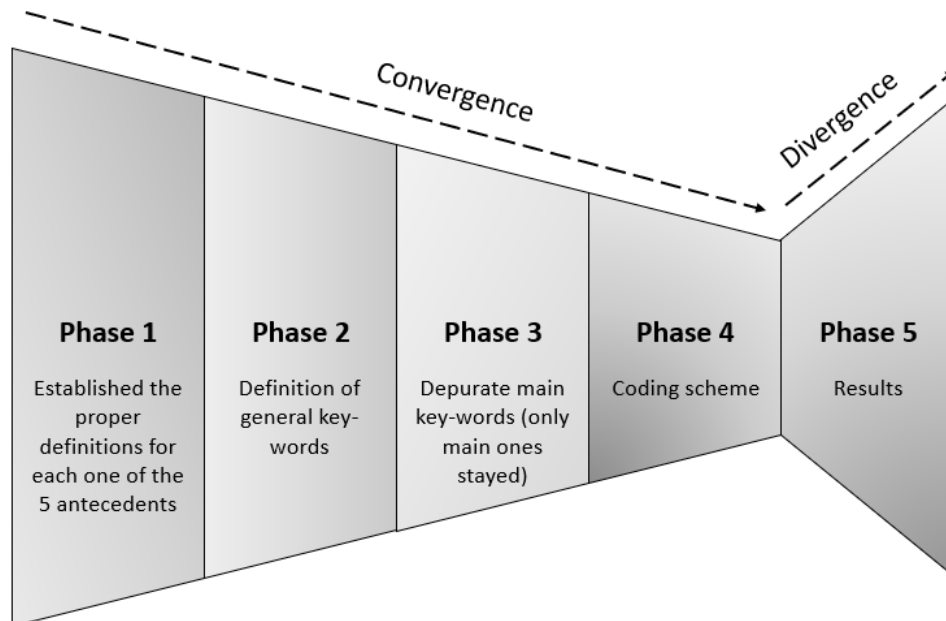 Convergence
Divergence
Phase 1
Established the
proper
definitions for
each one of the
5 antecedents
Phase 2
Definition of
general key-
words
Phase 3
Depurate main
key-words (only
main ones
stayed)
Phase 4
Coding scheme
Phase 5
Results